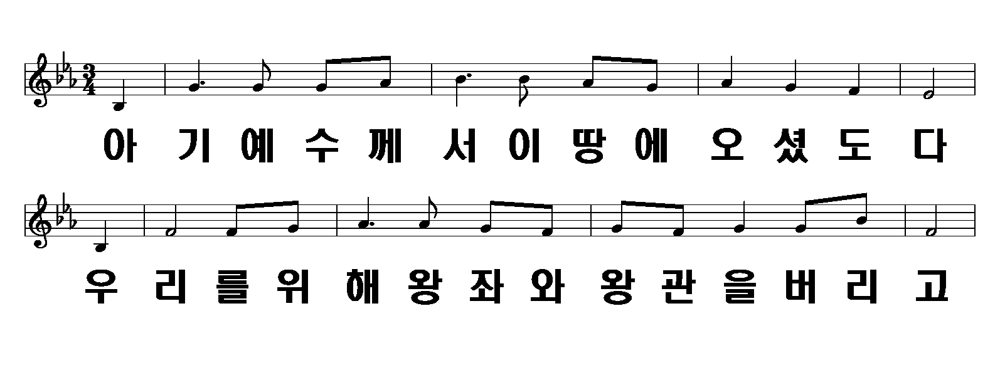 아 기 예 수 께 서 이 땅 에 오 셨 도 다
우 리 를 위 해 왕 좌 와 왕 관 을 버 리 고